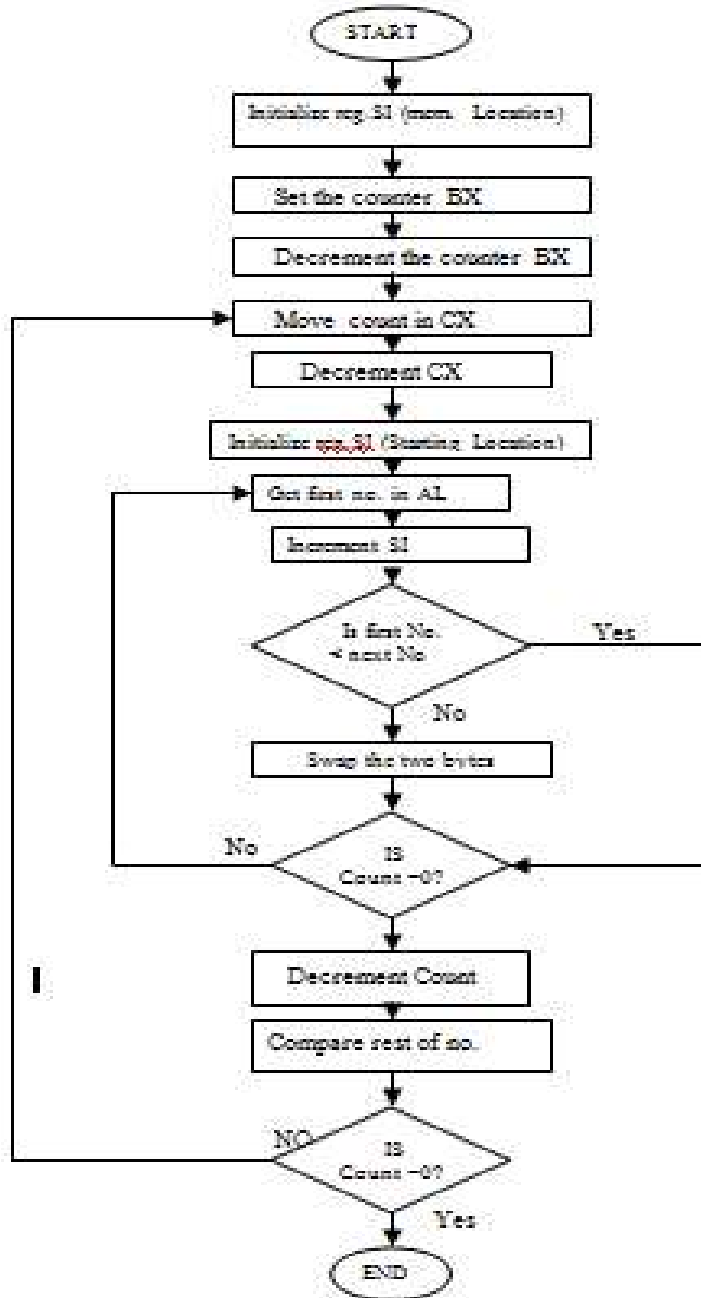 START
Initialize reg.SI (mem. Location)
Set the counter BX
Decrement the counter BX
Move count in CX
Decrement CX
Initialize reg.SI (Starting Location)
Get first no. in AL
Increment SI
Is first No.
< next No
Yes
No
Swap the two bytes
No
IS
Count =0?
Decrement Count
Compare rest of no.
NO
IS
Count =0?
Yes
END